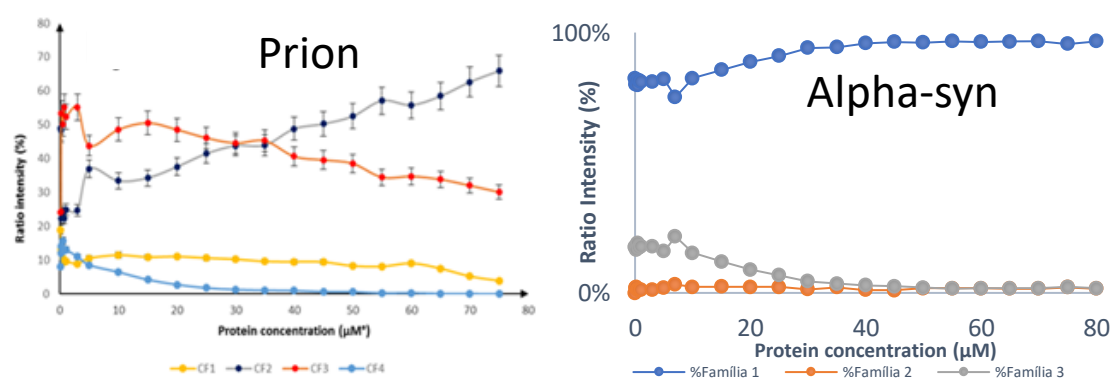 Prion
Ratio intensity (%)
80
70
60
50
40
30
20
10
0
0 10 20 30 40 50 60 70 80
Protein concentration (µM*)
CF1 CF2 CF3 CF4
Alpha-syn
Ratio Intensity (%)
100%
0%
0 20 40 60 80
Protein concentration (µM)
%Família 1 %Família 2 %Família 3